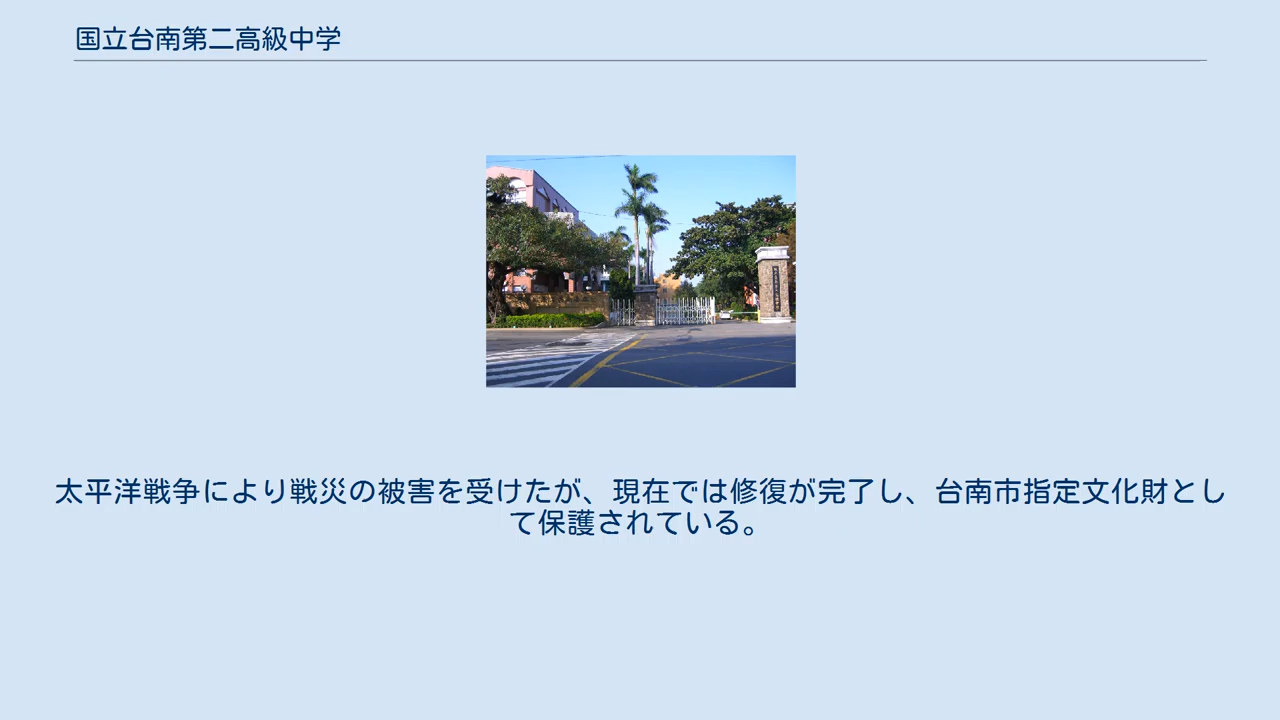 国立台南第二高級中学
太平洋戦争により戦災の被害を受けたが、現在では修復が完了し、台南市指定文化財とし
て保護されている。